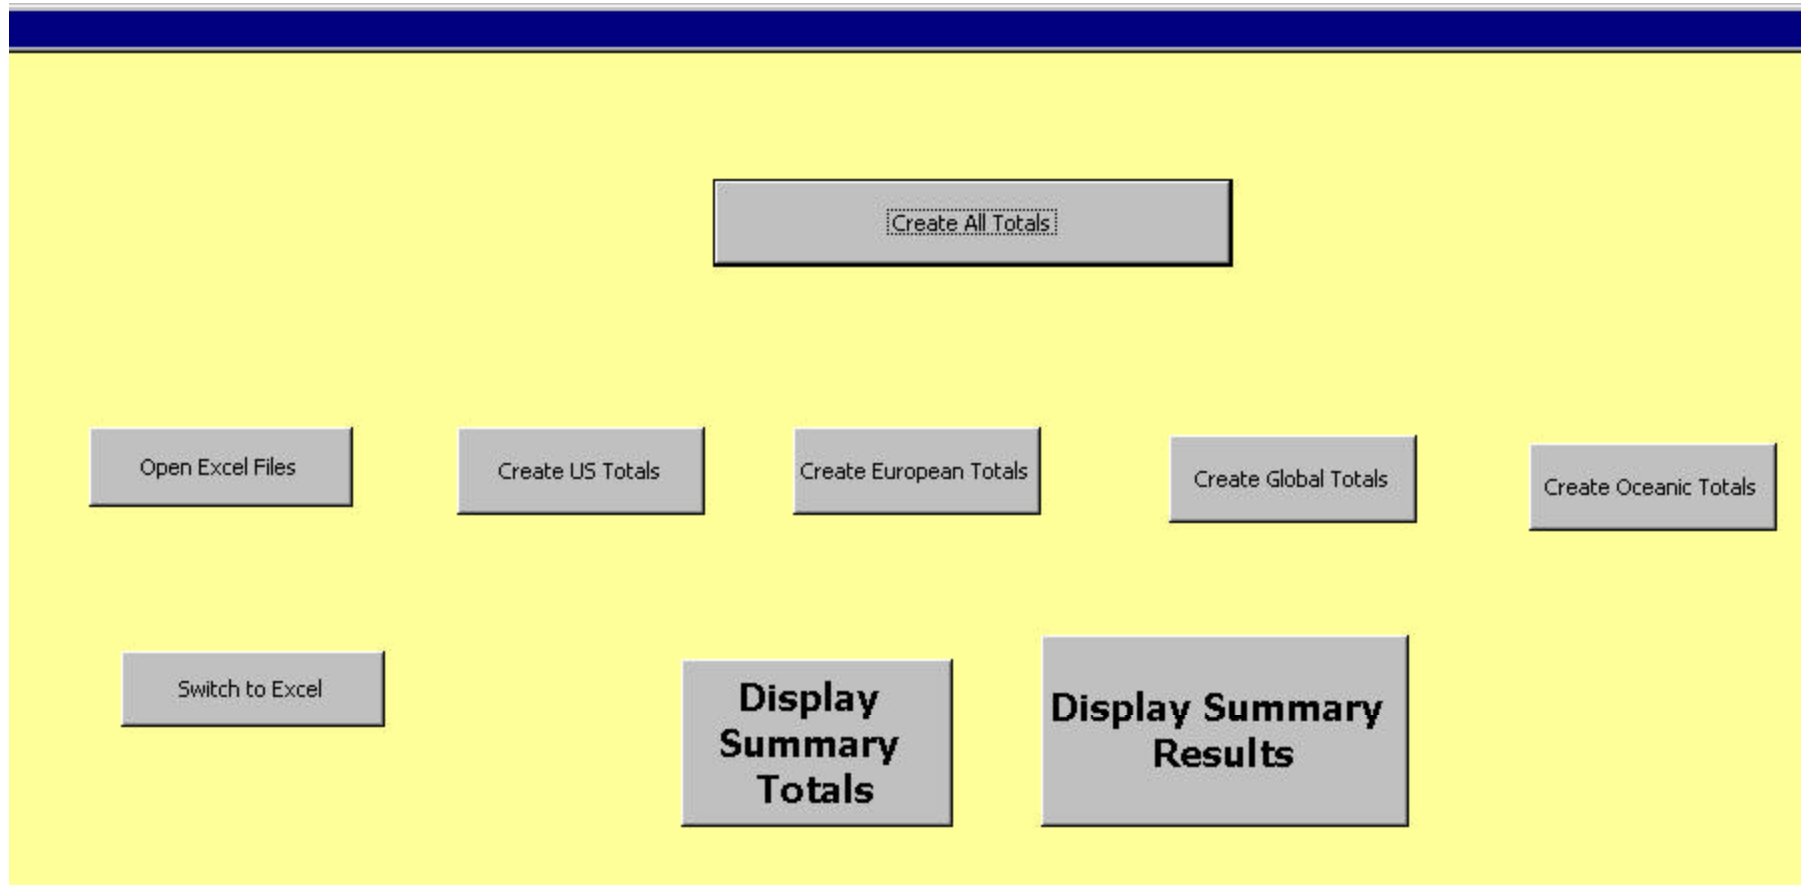 Create All Totals
Open Excel Files
Create US Totals
Create European Totals
Create Global Totals
Create Oceanic Totals
Switch to Excel
Display
Summary
Totals
Display Summary
Results